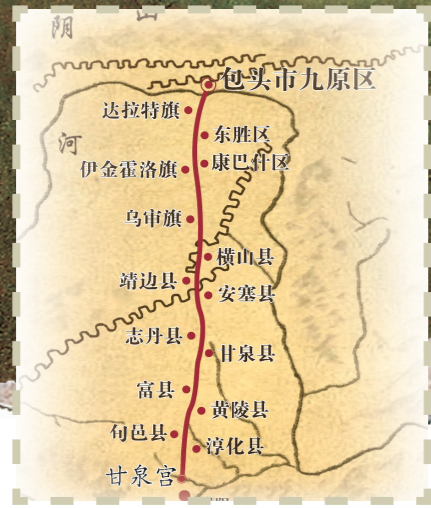 阴
山
包头市九原区
达拉特旗
东胜区
河
康巴什区
伊金霍洛旗
乌审旗
横山县
靖边县
安塞县
志丹县
甘泉县
富县
黄陵县
旬邑县
淳化县
甘泉宫